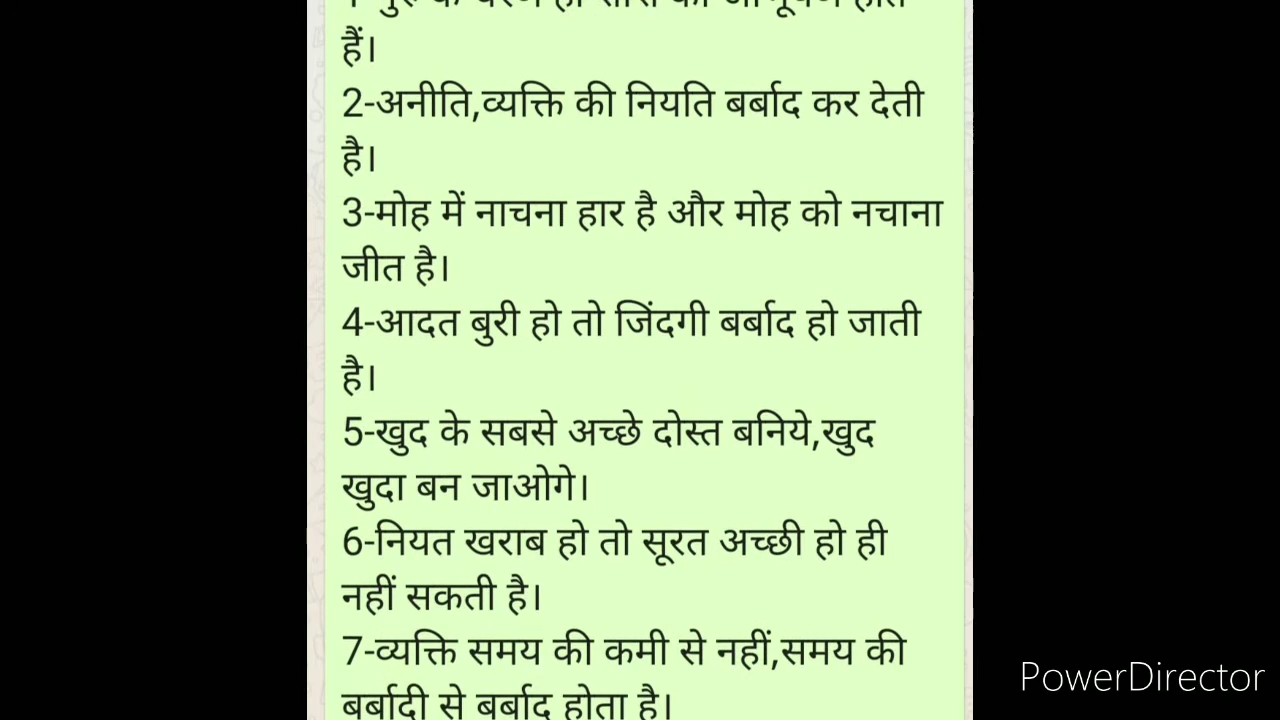 हैं।
2-अनीति,व्यक्ति की नियति बर्बाद कर देती
है।
3-मोह में नाचना हार है और मोह को नचाना
जीत है।
4-आदत बुरी हो तो जिंदगी बर्बाद हो जाती
है।
5-खुद के सबसे अच्छे दोस्त बनिये,खुद
खुदा बन जाओगे।
6-नियत खराब हो तो सूरत अच्छी हो ही
नहीं सकती है।
7-व्यक्ति समय की कमी से नहीं,समय की
बर्बादी से बर्बाद होता है।
PowerDirector